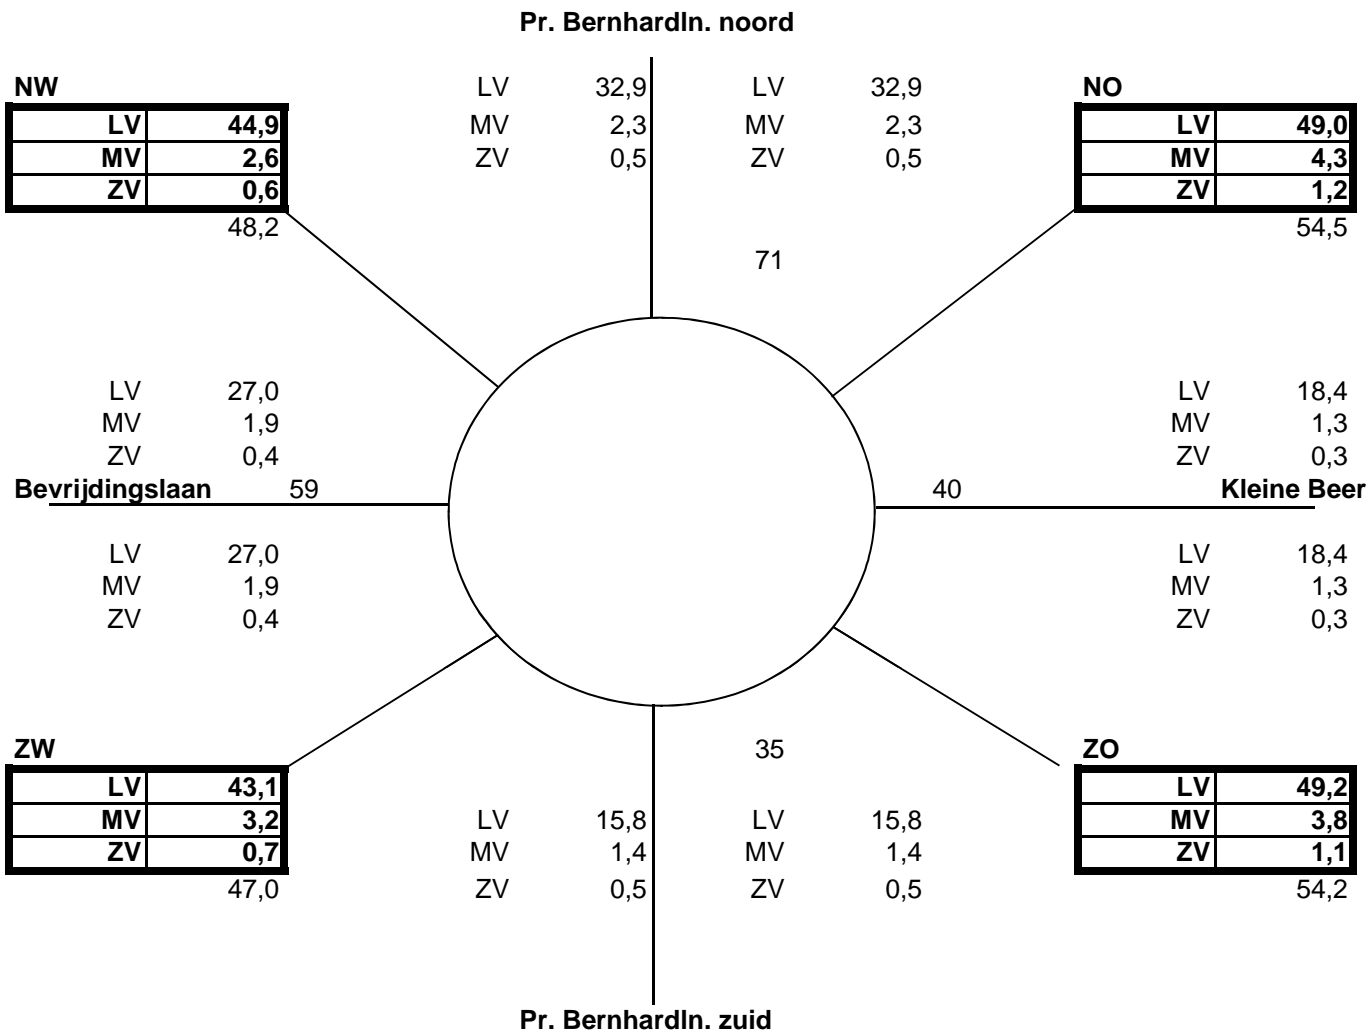 Pr. Bernhardln. noord
NW LV 32,9 LV 32,9 NO
LV 44,9 MV 2,3 MV 2,3 LV 49,0
MV 2,6 ZV 0,5 ZV 0,5 MV 4,3
ZV 0,6 ZV 1,2
48,2 54,5
71
LV 27,0 LV 18,4
MV 1,9 MV 1,3
ZV 0,4 ZV 0,3
Bevrijdingslaan 59 40 Kleine Beer
LV 27,0 LV 18,4
MV 1,9 MV 1,3
ZV 0,4 ZV 0,3
ZW 35 ZO
LV 43,1 LV 49,2
MV 3,2 LV 15,8 LV 15,8 MV 3,8
ZV 0,7 MV 1,4 MV 1,4 ZV 1,1
47,0 ZV 0,5 ZV 0,5 54,2
Pr. Bernhardln. zuid